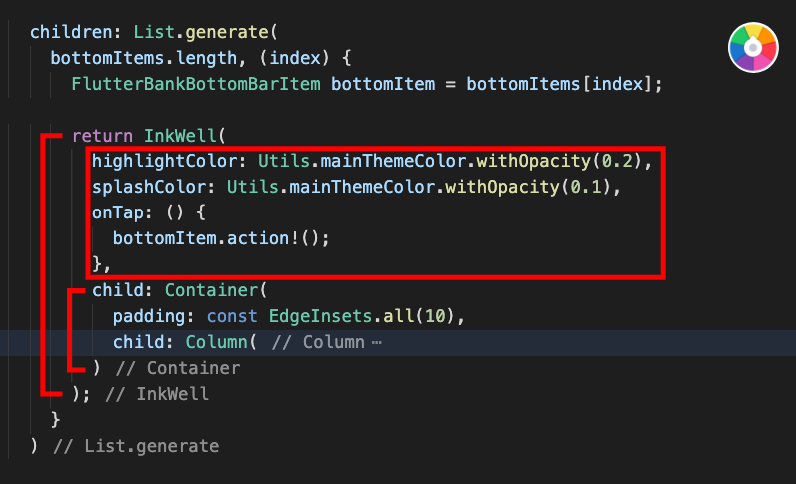 children: List.generate(
bottomItems.length, (index) {
FlutterBankBottomBarItem bottomItem = bottomItems[index];
return InkWell(
highlightColor: Utils.mainThemeColor.withOpacity(0.2),
splashColor: Utils.mainThemeColor.withOpacity(0.1),
onTap: () {
bottomItem.action!();
},
child: Container(
padding: const EdgeInsets.all(10),
child: Column( // Column ⋯
) // Container
); // InkWell
}
) // List.generate